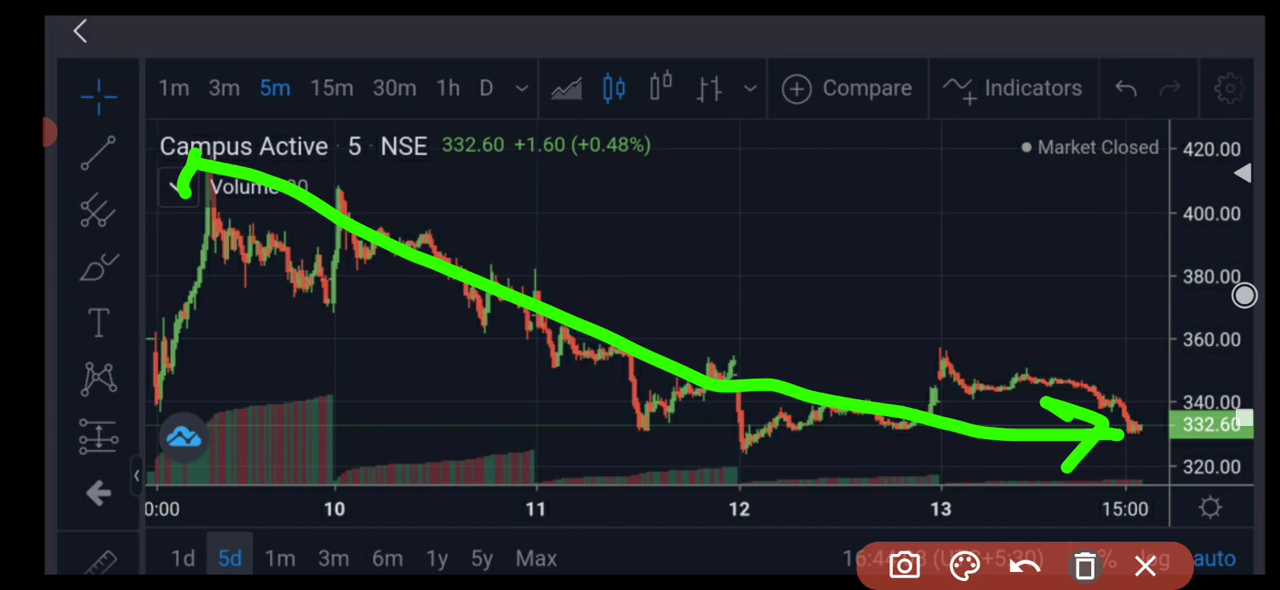 1m 3m 5m 15m 30m 1h D Compare Indicators
Campus Active 5 NSE 332.60 +1.60 (+0.48%) Market Closed
Volume
420.00
400.00
380.00
360.00
340.00
332.60
320.00
10 11 12 13 15:00
1d 5d 1m 3m 6m 1y 5y Max auto